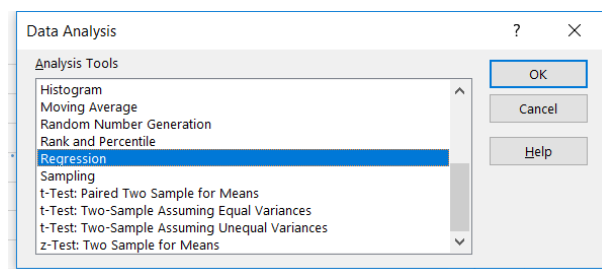 Data Analysis
?
Analysis Tools
Histogram
Moving Average
Random Number Generation
Rank and Percentile
Regression
Sampling
t-Test: Paired Two Sample for Means
t-Test: Two-Sample Assuming Equal Variances
t-Test: Two-Sample Assuming Unequal Variances
z-Test: Two Sample for Means
OK
Cancel
Help